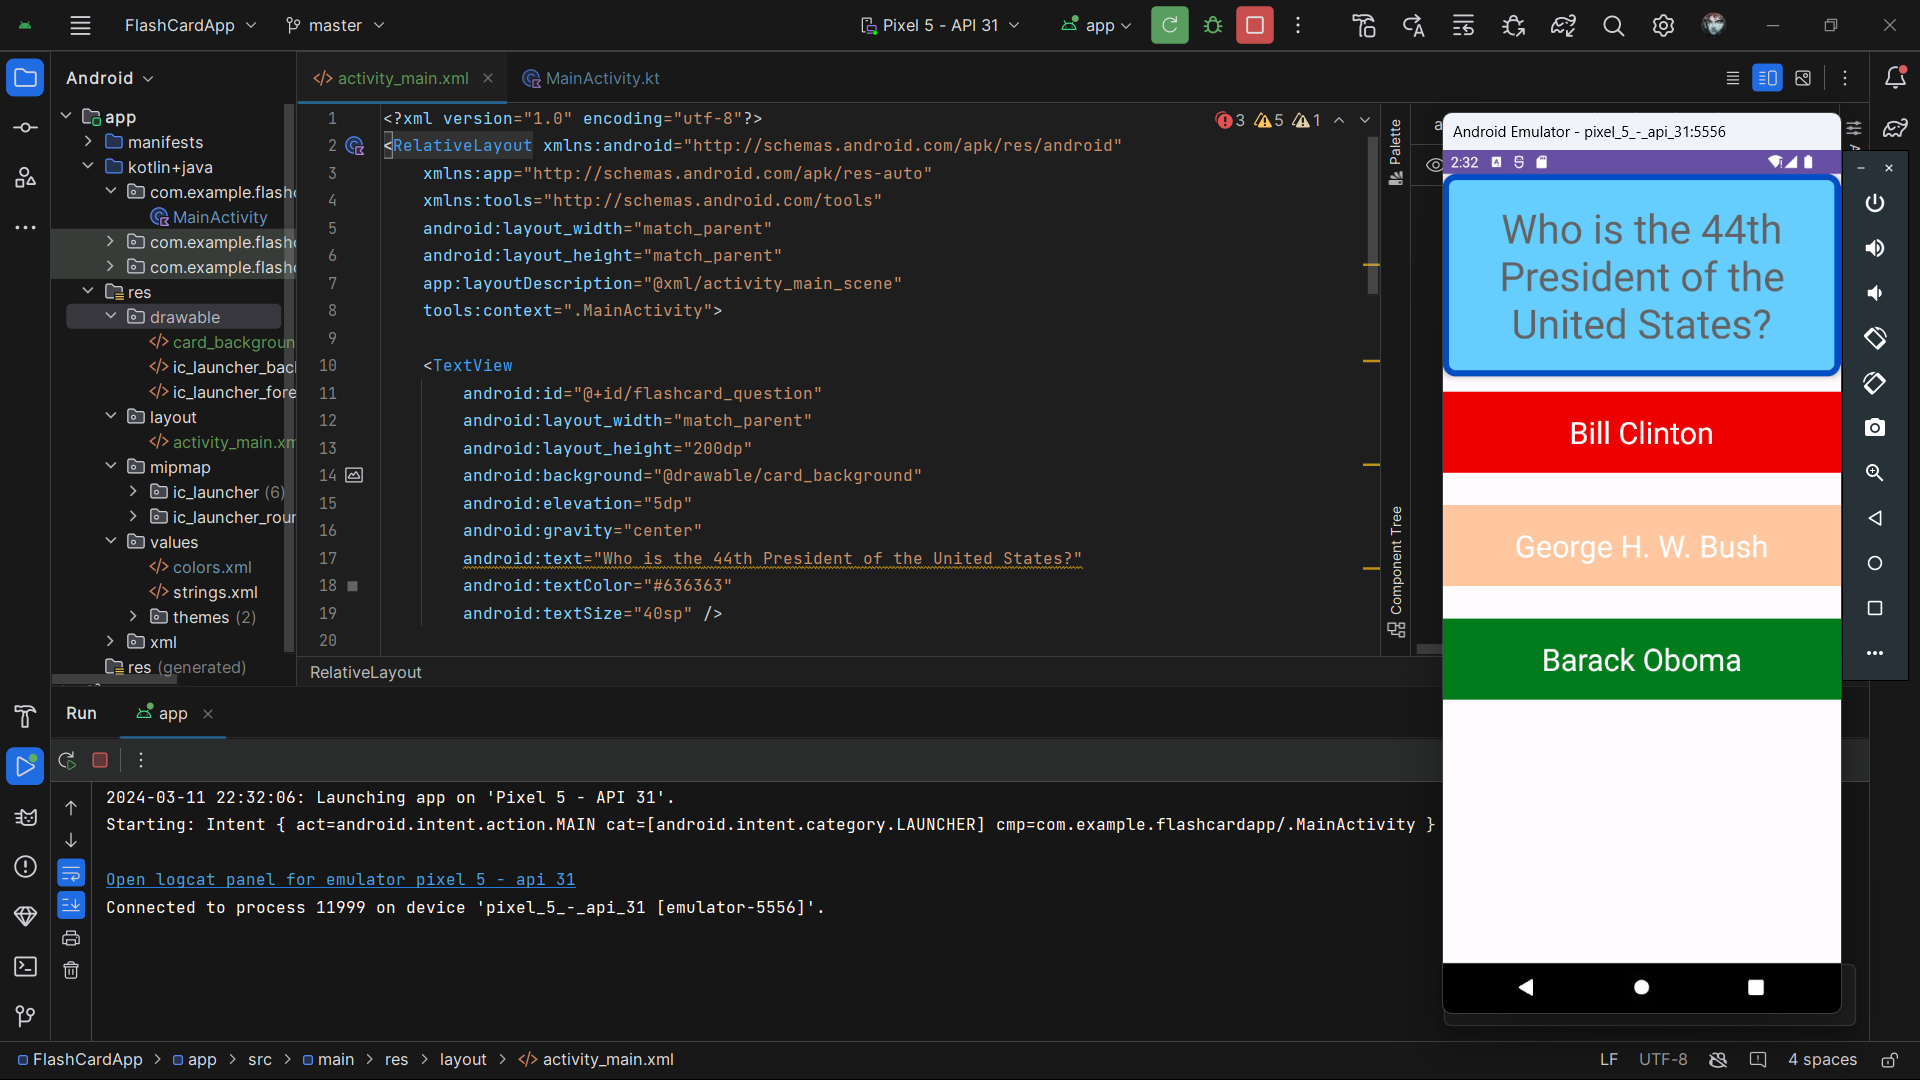 FlashCardApp
master
Pixel 5 - API 31
app
Android
activity_main.xml
MainActivity.kt
app
manifests
kotlin+java
com.example.flash
MainActivity
com.example.flash
com.example.flash
res
drawable
card_backgroun
ic_launcher_bac
ic_launcher_fore
layout
activity_main.xm
mipmap
ic_launcher (6)
ic_launcher_rour
values
colors.xml
strings.xml
themes (2)
xml
res (generated)
1 <?xml version="1.0" encoding="utf-8"?>
2 <RelativeLayout xmlns:android="http://schemas.android.com/apk/res/android"
3 xmlns:app="http://schemas.android.com/apk/res-auto"
4 xmlns:tools="http://schemas.android.com/tools"
5 android:layout_width="match_parent"
6 android:layout_height="match_parent"
7 app:layoutDescription="@xml/activity_main_scene"
8 tools:context=".MainActivity">
9
10 <TextView
11 android:id="@+id/flashcard_question"
12 android:layout_width="match_parent"
13 android:layout_height="200dp"
14 android:background="@drawable/card_background"
15 android:elevation="5dp"
16 android:gravity="center"
17 android:text="Who is the 44th President of the United States?"
18 android:textColor="#636363"
19 android:textSize="40sp" />
20
3 5 1
RelativeLayout
Palette
Component Tree
a
Android Emulator - pixel_5_-_api_31:5556
2:32
Who is the 44th
President of the
United States?
Bill Clinton
George H. W. Bush
Barack Oboma
Run
app
2024-03-11 22:32:06: Launching app on 'Pixel 5 - API 31'.
Starting: Intent { act=android.intent.action.MAIN cat=[android.intent.category.LAUNCHER] cmp=com.example.flashcardapp/.MainActivity }
Open logcat panel for emulator pixel 5 - api 31
Connected to process 11999 on device 'pixel_5_-_api_31 [emulator-5556]'.
FlashCardApp > app > src > main > res > layout > activity_main.xml
LF
UTF-8
4 spaces